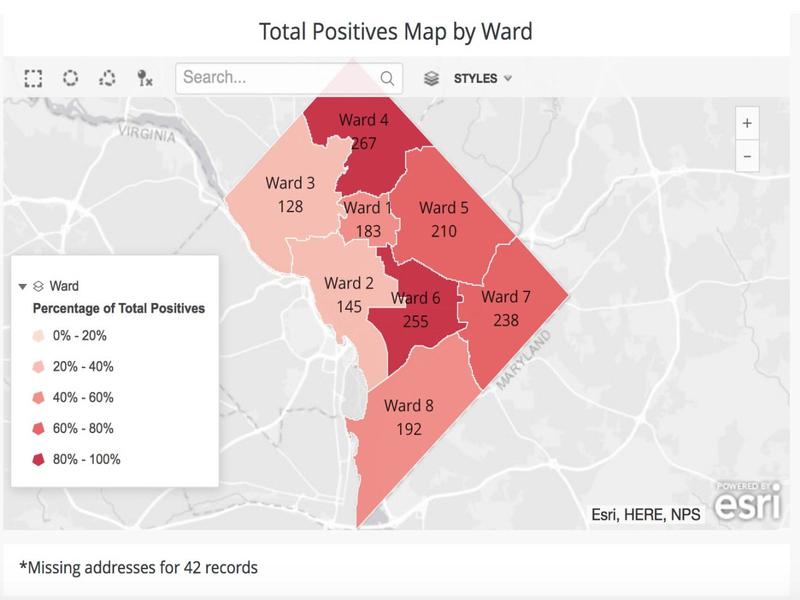 Total Positives Map by Ward
Search...
STYLES
VIRGINIA
+
-
Ward 4
267
Ward 3
128
Ward 1
183
Ward 5
210
Ward 2
145
Ward 6
255
Ward 7
238
MARYLAND
Ward 8
192
Ward
Percentage of Total Positives
0% - 20%
20% - 40%
40% - 60%
60% - 80%
80% - 100%
POWERED BY
esri
Esri, HERE, NPS
*Missing addresses for 42 records